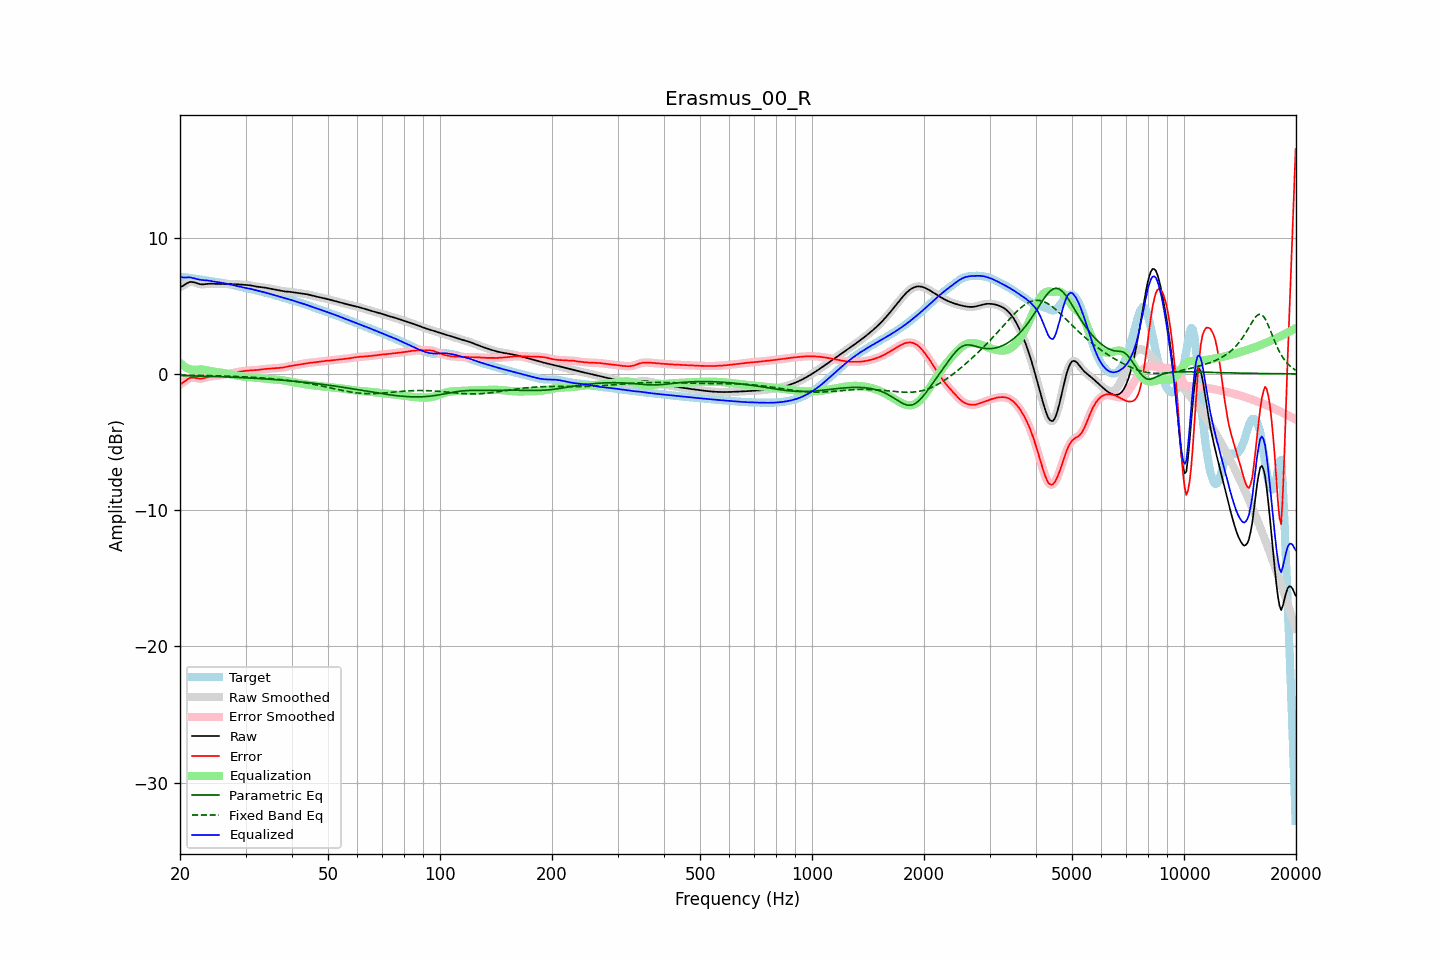 Erasmus_00_R
Amplitude (dBr)
10
0
−10
−20
−30
Target
Raw Smoothed
Error Smoothed
Raw
Error
Equalization
Parametric Eq
Fixed Band Eq
Equalized
20 50 100 200 500 1000 2000 5000 10000 20000
Frequency (Hz)